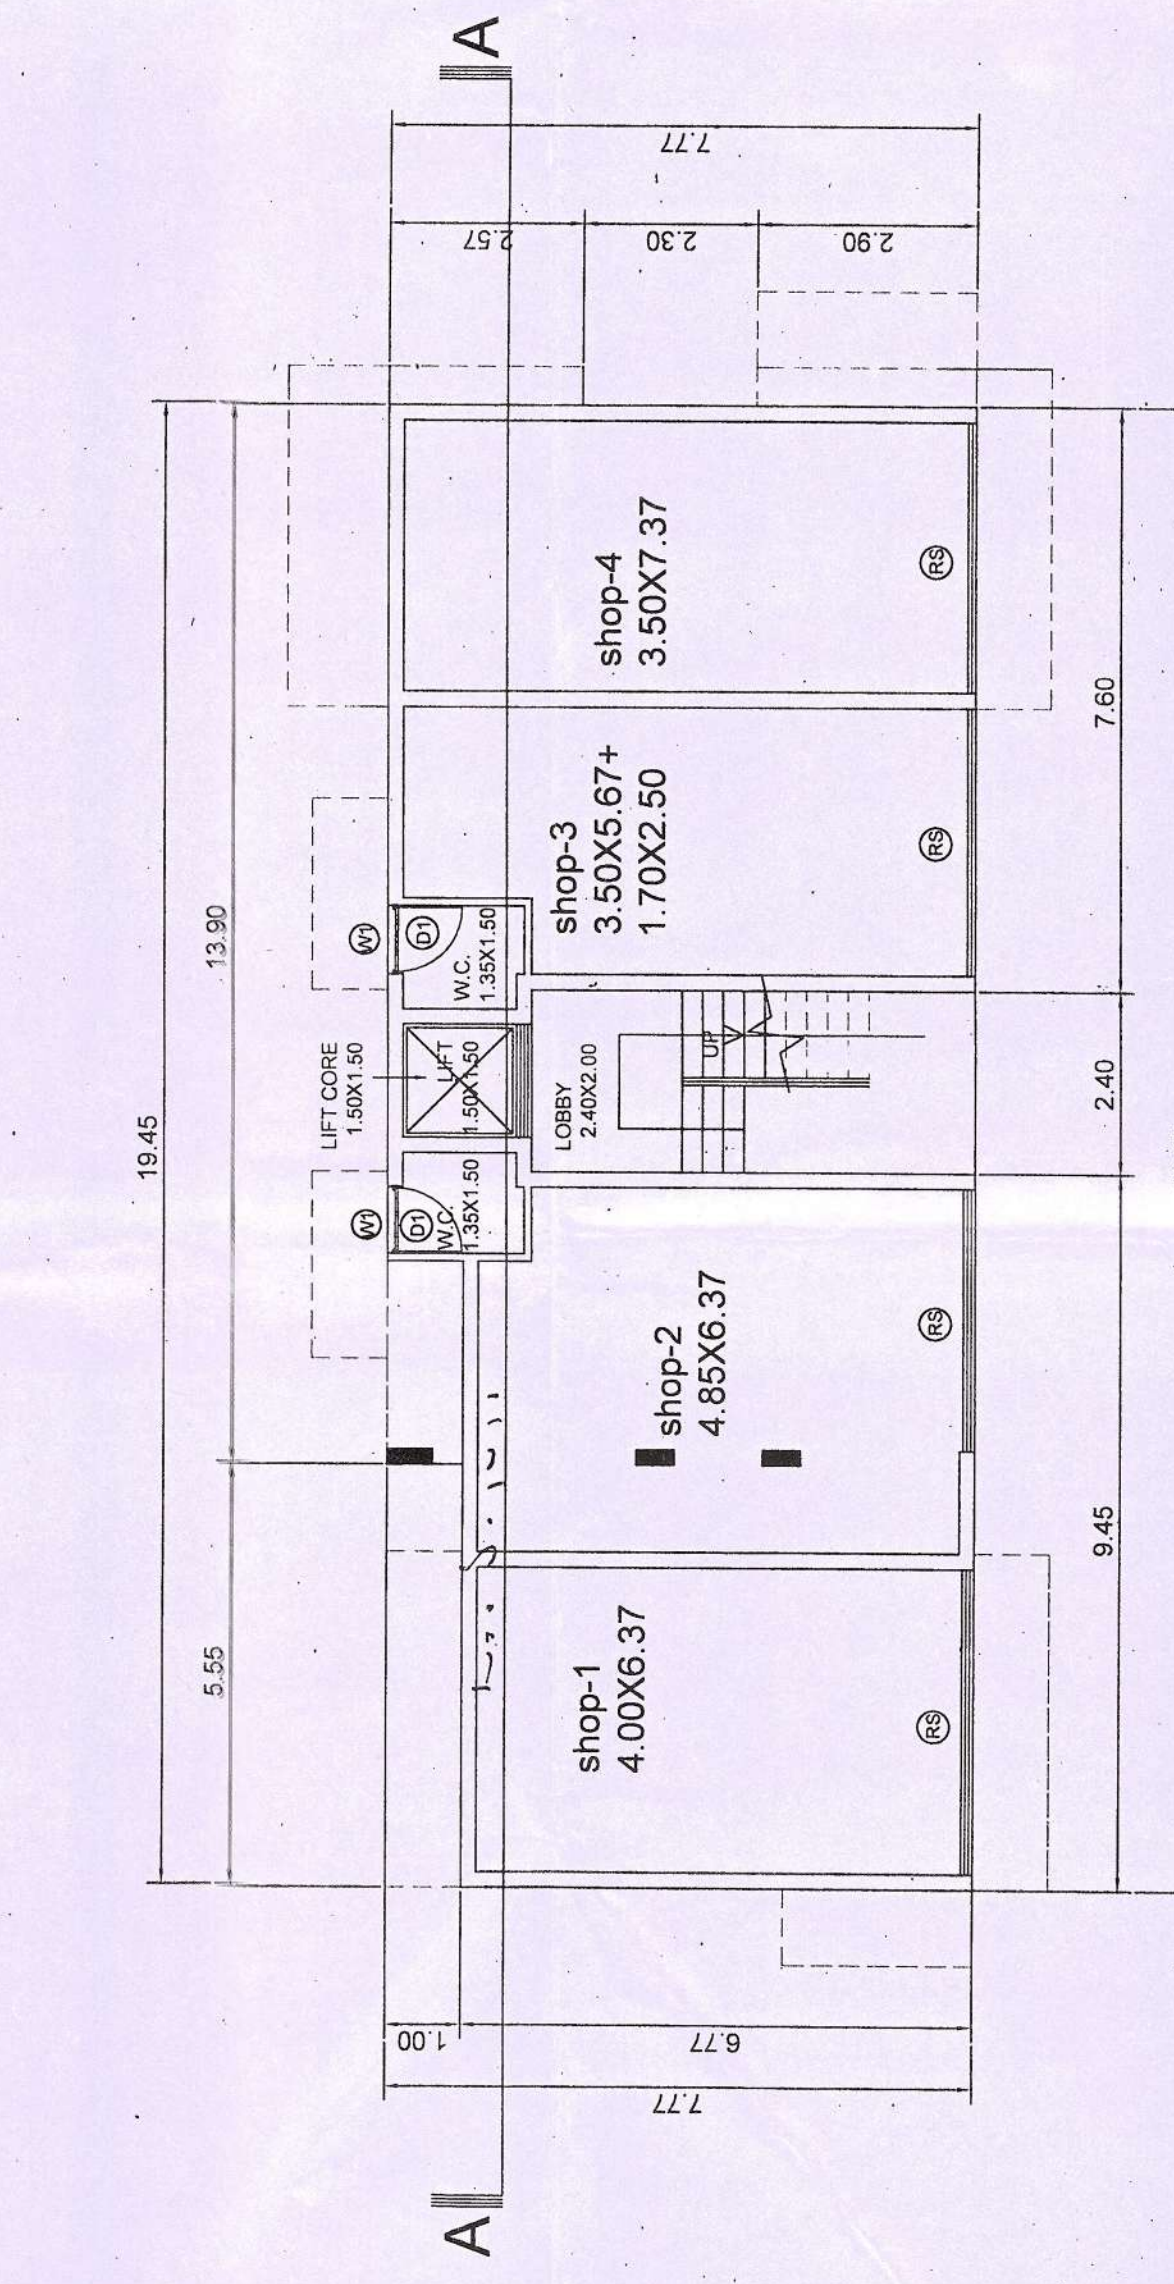 A
19.45
5.55
13.90
LIFT CORE
1.50X1.50
W1
W1
D1
W.C.
1.35X1.50
LIFT
1.50X1.50
D1
W.C.
1.35X1.50
LOBBY
2.40X2.00
UP
shop-1
4.00X6.37
RS
shop-2
4.85X6.37
RS
shop-3
3.50X5.67+
1.70X2.50
RS
shop-4
3.50X7.37
RS
9.45
2.40
7.60
1.00
6.77
7.77
2.57
2.30
2.90
7.77
A